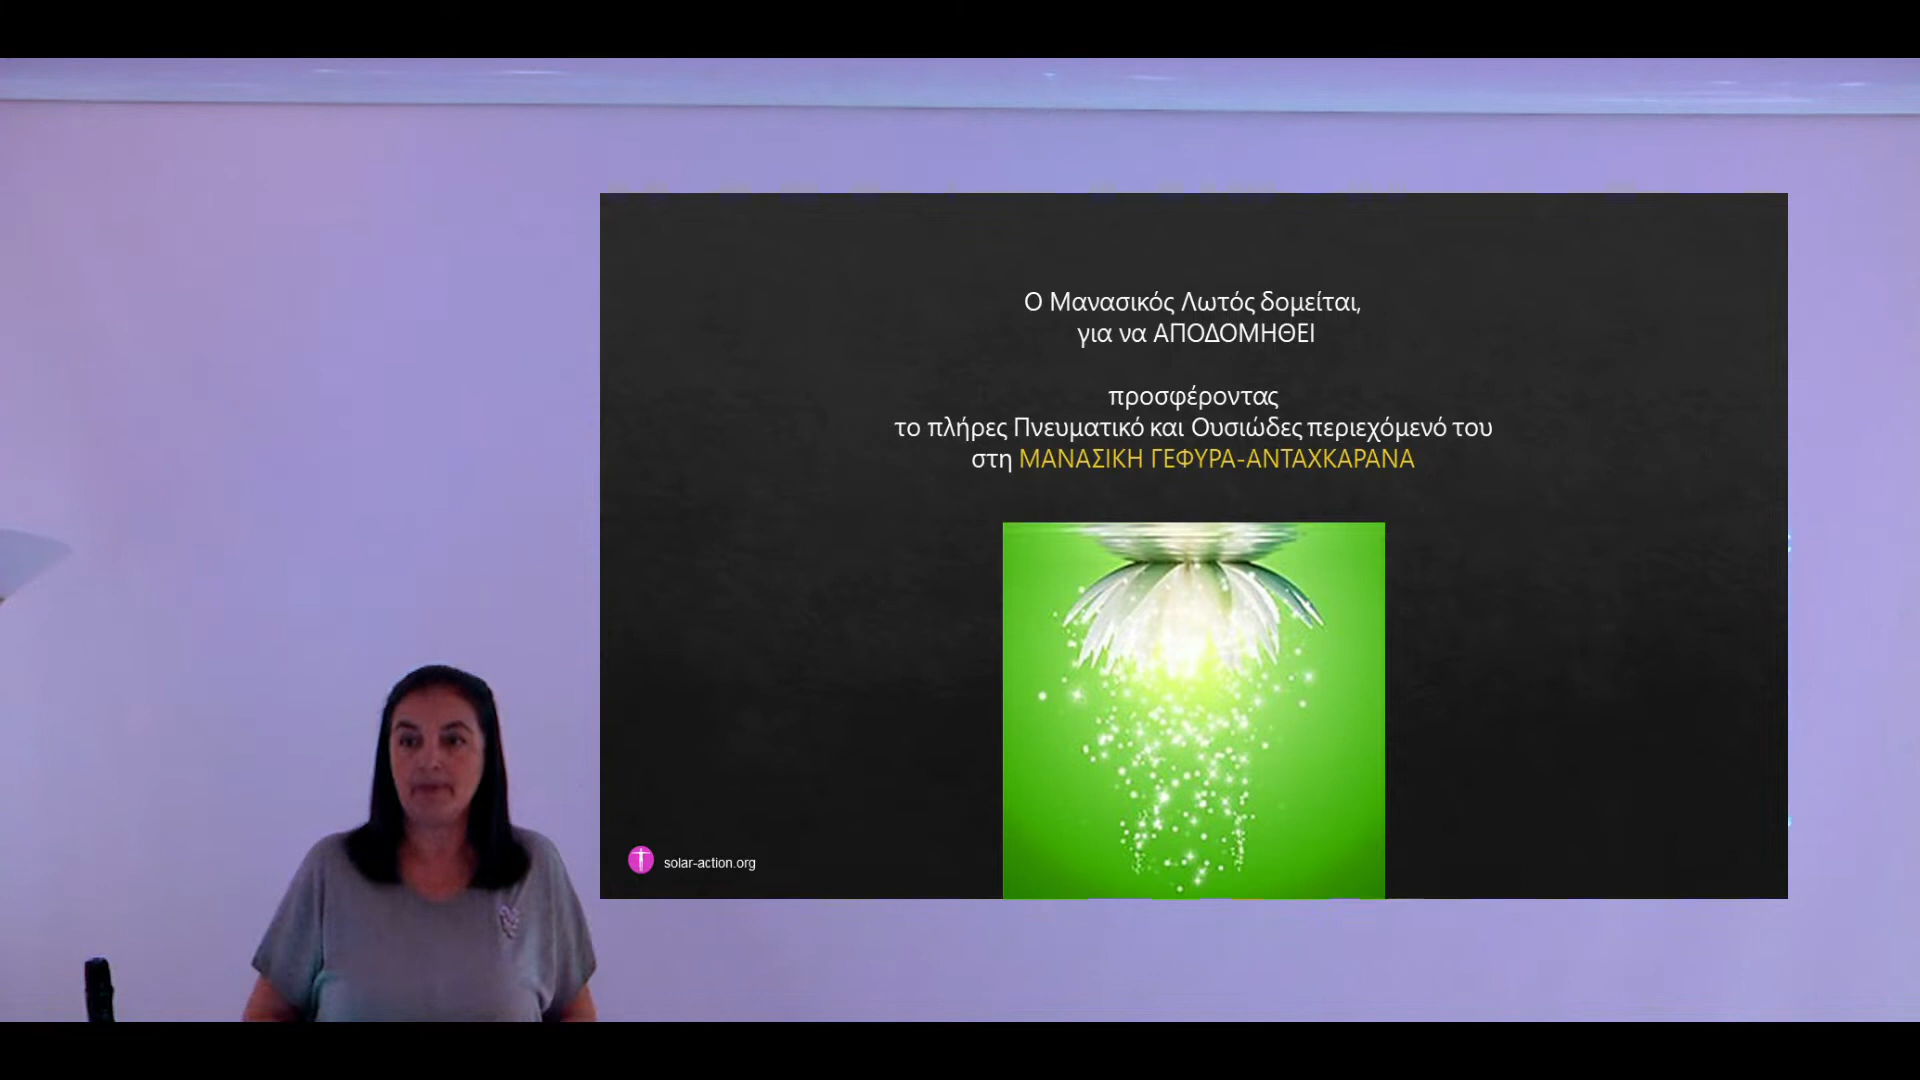 Ο Μανασικός Λωτός δομείται,
για να ΑΠΟΔΟΜΗΘΕΙ
προσφέροντας
το πλήρες Πνευματικό και Ουσιώδες περιεχόμενό του
στη ΜΑΝΑΣΙΚΗ ΓΕΦΥΡΑ-ΑΝΤΑΧΚΑΡΑΝΑ
solar-action.org